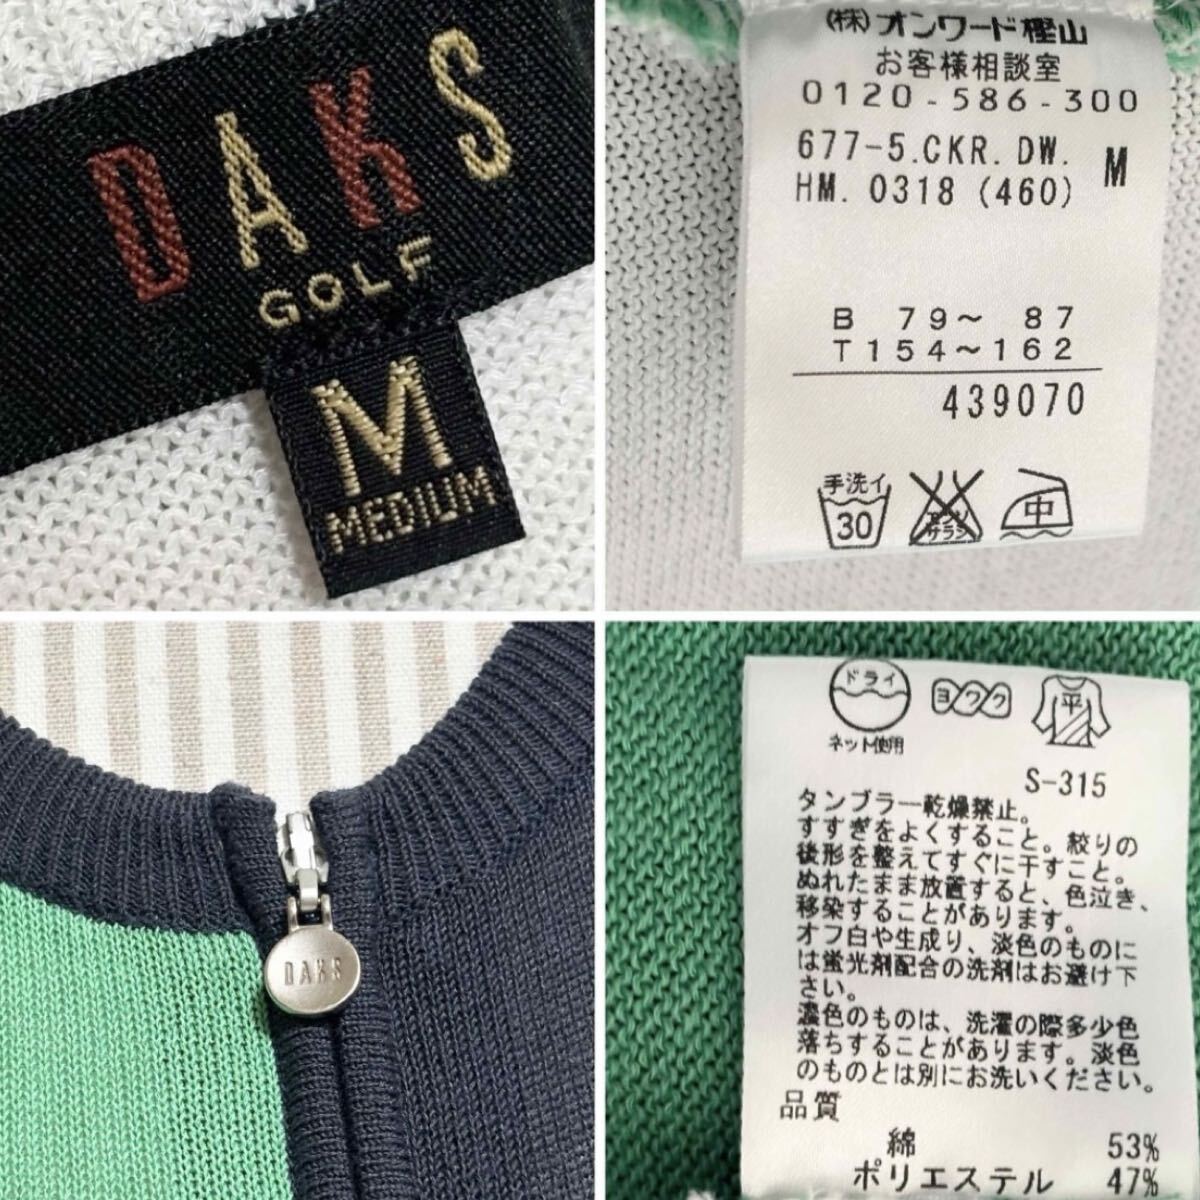 DAKS
GOLF
M
MEDIUM
(株)オンワード樫山
お客様相談室
0120-586-300
677-5.CKR.DW. M
HM. 0318 (460)
B 79～ 87
T154～162
439070
手洗イ
30
エンソ
サラシ
中
DAKS
ドライ
ネット使用
ヨワク
平
S-315
タンブラー乾燥禁止。
すすぎをよくすること。絞りの
後形を整えてすぐに干すこと。
ぬれたまま放置すると、色泣き、
移染することがあります。
オフ白や生成り、淡色のものに
は蛍光剤配合の洗剤はお避け下
さい。
濃色のものは、洗濯の際多少色
落ちすることがあります。淡色
のものとは別にお洗いください。
品質
綿 53%
ポリエステル 47%